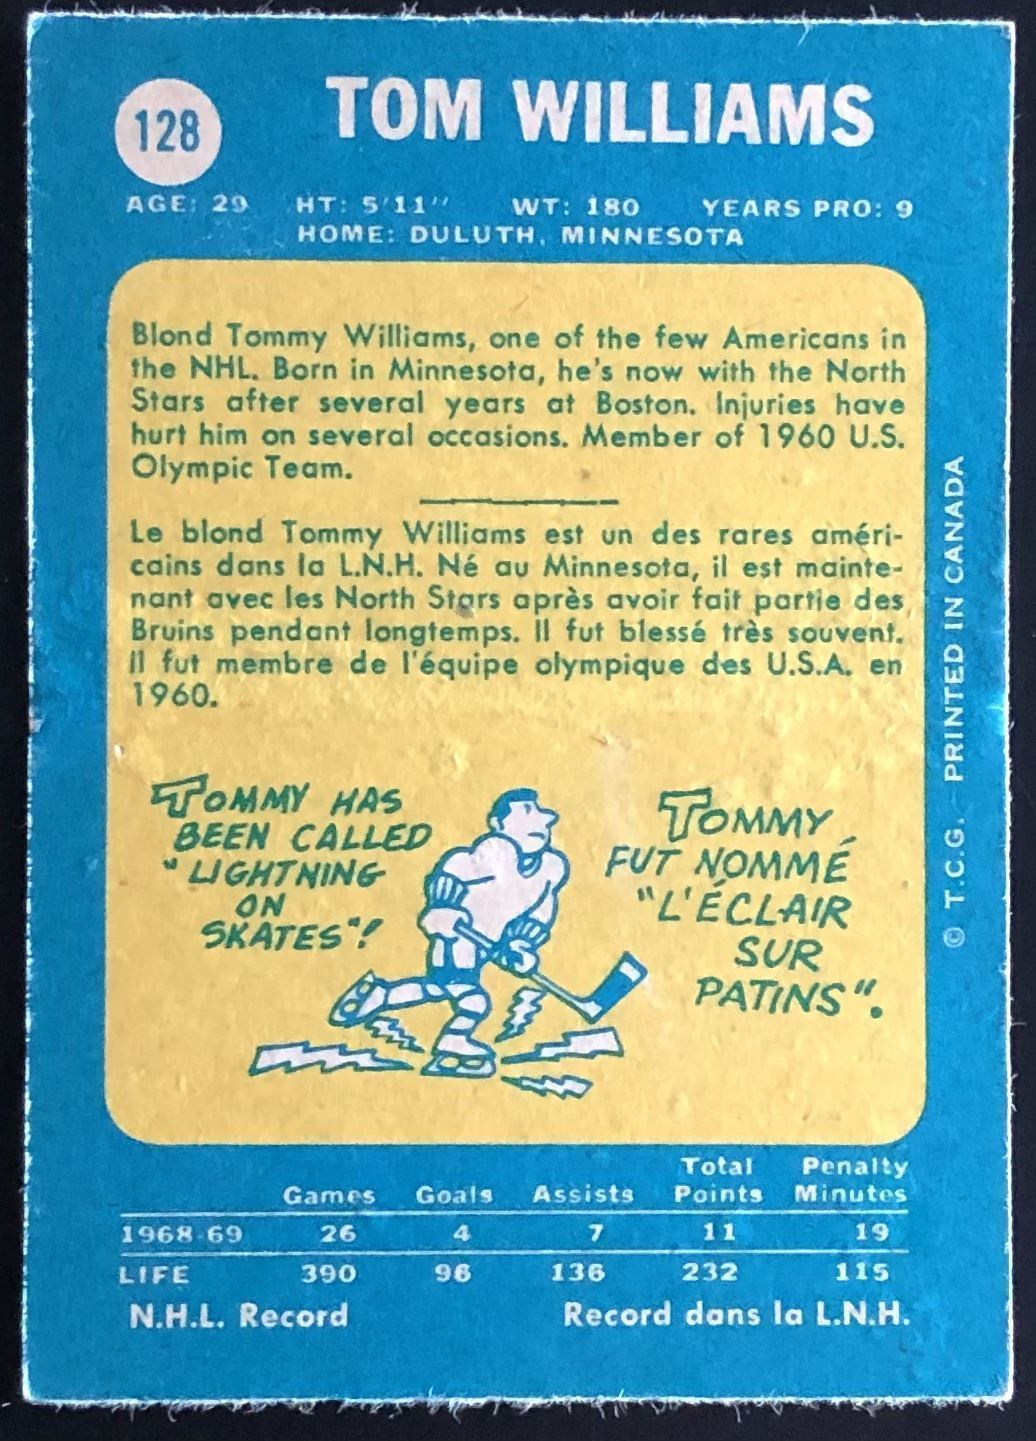 128
TOM WILLIAMS
AGE: 29 HT: 5'11" WT: 180 YEARS PRO: 9
HOME: DULUTH, MINNESOTA
Blond Tommy Williams, one of the few Americans in
the NHL. Born in Minnesota, he's now with the North
Stars after several years at Boston. Injuries have
hurt him on several occasions. Member of 1960 U.S.
Olympic Team.
Le blond Tommy Williams est un des rares améri-
cains dans la L.N.H. Né au Minnesota, il est mainte-
nant avec les North Stars après avoir fait partie des
Bruins pendant longtemps. Il fut blessé très souvent.
Il fut membre de l'équipe olympique des U.S.A. en
1960.
TOMMY HAS
BEEN CALLED
"LIGHTNING
ON
SKATES"!
TOMMY
FUT NOMMÉ
"L'ÉCLAIR
SUR
PATINS".
© T.C.G. PRINTED IN CANADA
Total Penalty
Games Goals Assists Points Minutes
1968-69 26 4 7 11 19
LIFE 390 96 136 232 115
N.H.L. Record Record dans la L.N.H.